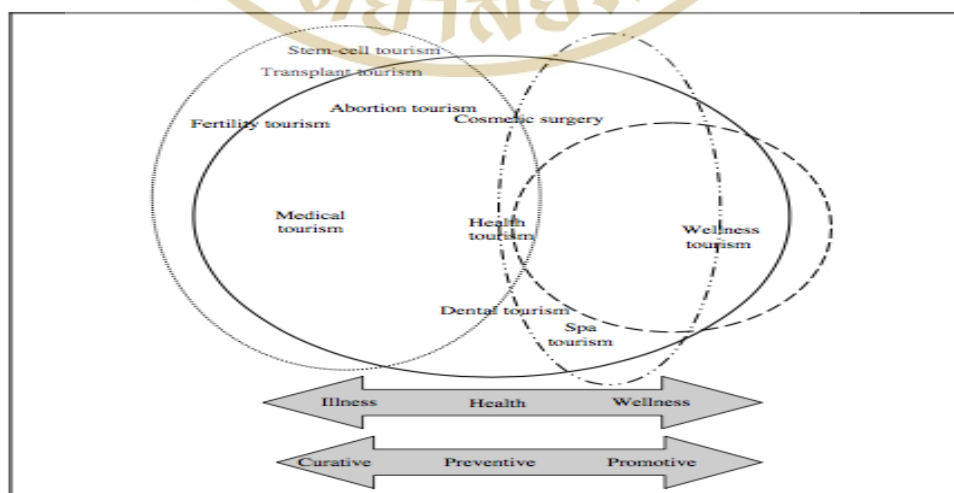 Stem-cell tourism
Transplant tourism
Abortion tourism
Fertility tourism
Cosmetic surgery
Medical
tourism
Health
tourism
Wellness
tourism
Dental tourism
Spa
tourism
Illness Health Wellness
Curative Preventive Promotive